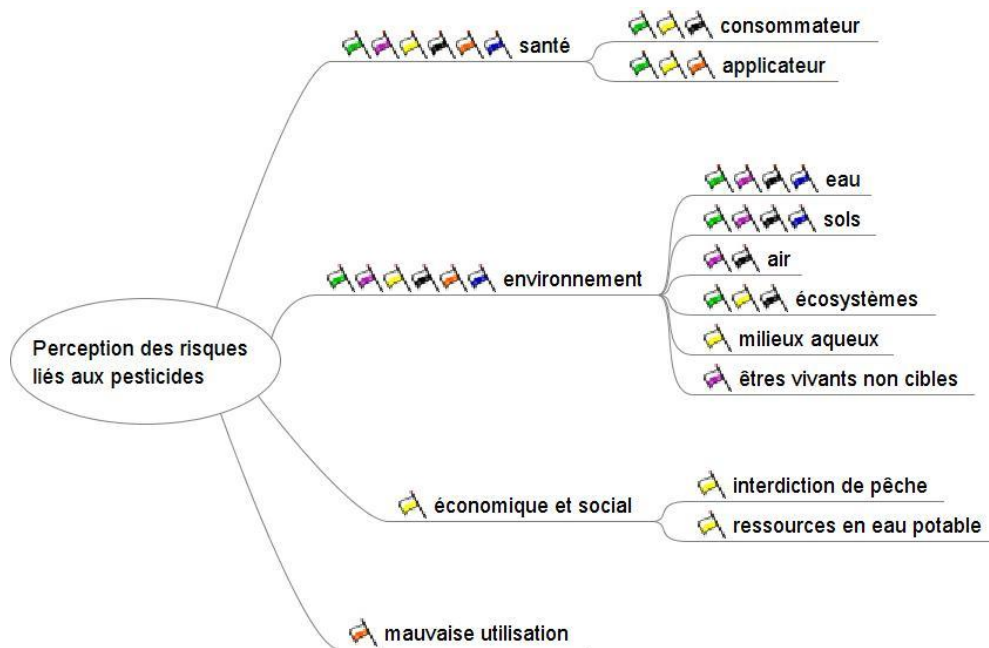 Perception des risques
liés aux pesticides
santé
consommateur
applicateur
environnement
eau
sols
air
écosystèmes
milieux aqueux
êtres vivants non cibles
économique et social
interdiction de pêche
ressources en eau potable
mauvaise utilisation